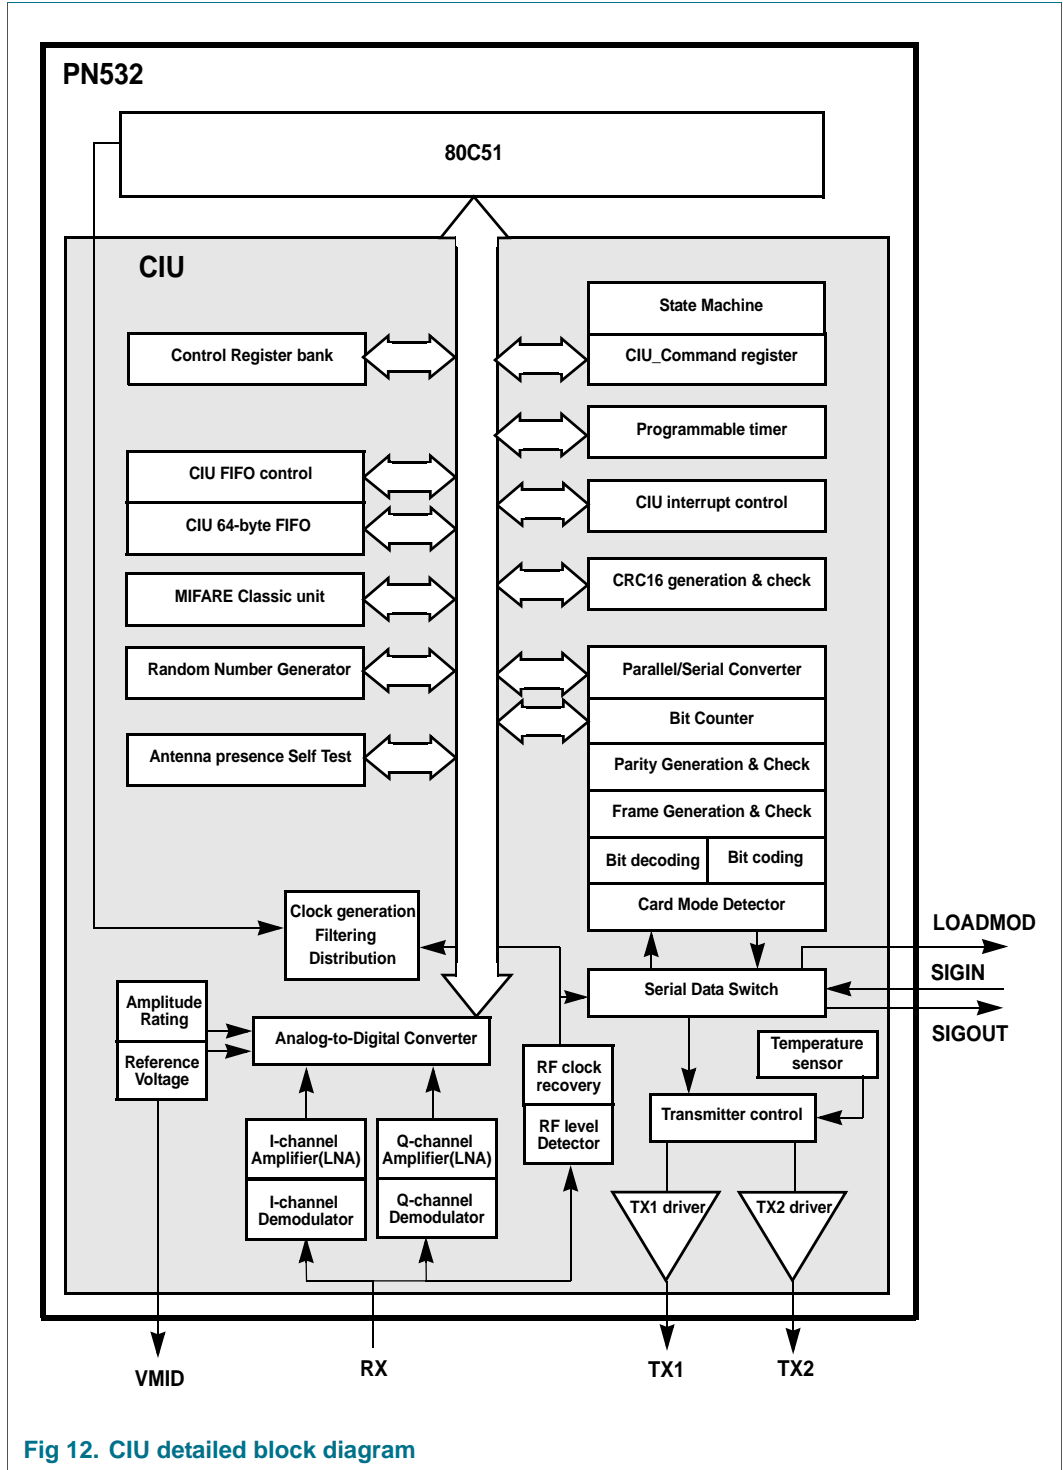 PN532
80C51
CIU
State Machine
Control Register bank
CIU_Command register
Programmable timer
CIU FIFO control
CIU interrupt control
CIU 64-byte FIFO
CRC16 generation & check
MIFARE Classic unit
Random Number Generator
Parallel/Serial Converter
Bit Counter
Antenna presence Self Test
Parity Generation & Check
Frame Generation & Check
Bit decoding
Bit coding
Card Mode Detector
Clock generation
Filtering
Distribution
LOADMOD
SIGIN
SIGOUT
Serial Data Switch
Amplitude
Rating
Reference
Voltage
Analog-to-Digital Converter
RF clock
recovery
RF level
Detector
Temperature
sensor
Transmitter control
I-channel
Amplifier(LNA)
Q-channel
Amplifier(LNA)
I-channel
Demodulator
Q-channel
Demodulator
TX1 driver
TX2 driver
VMID
RX
TX1
TX2
Fig 12. CIU detailed block diagram